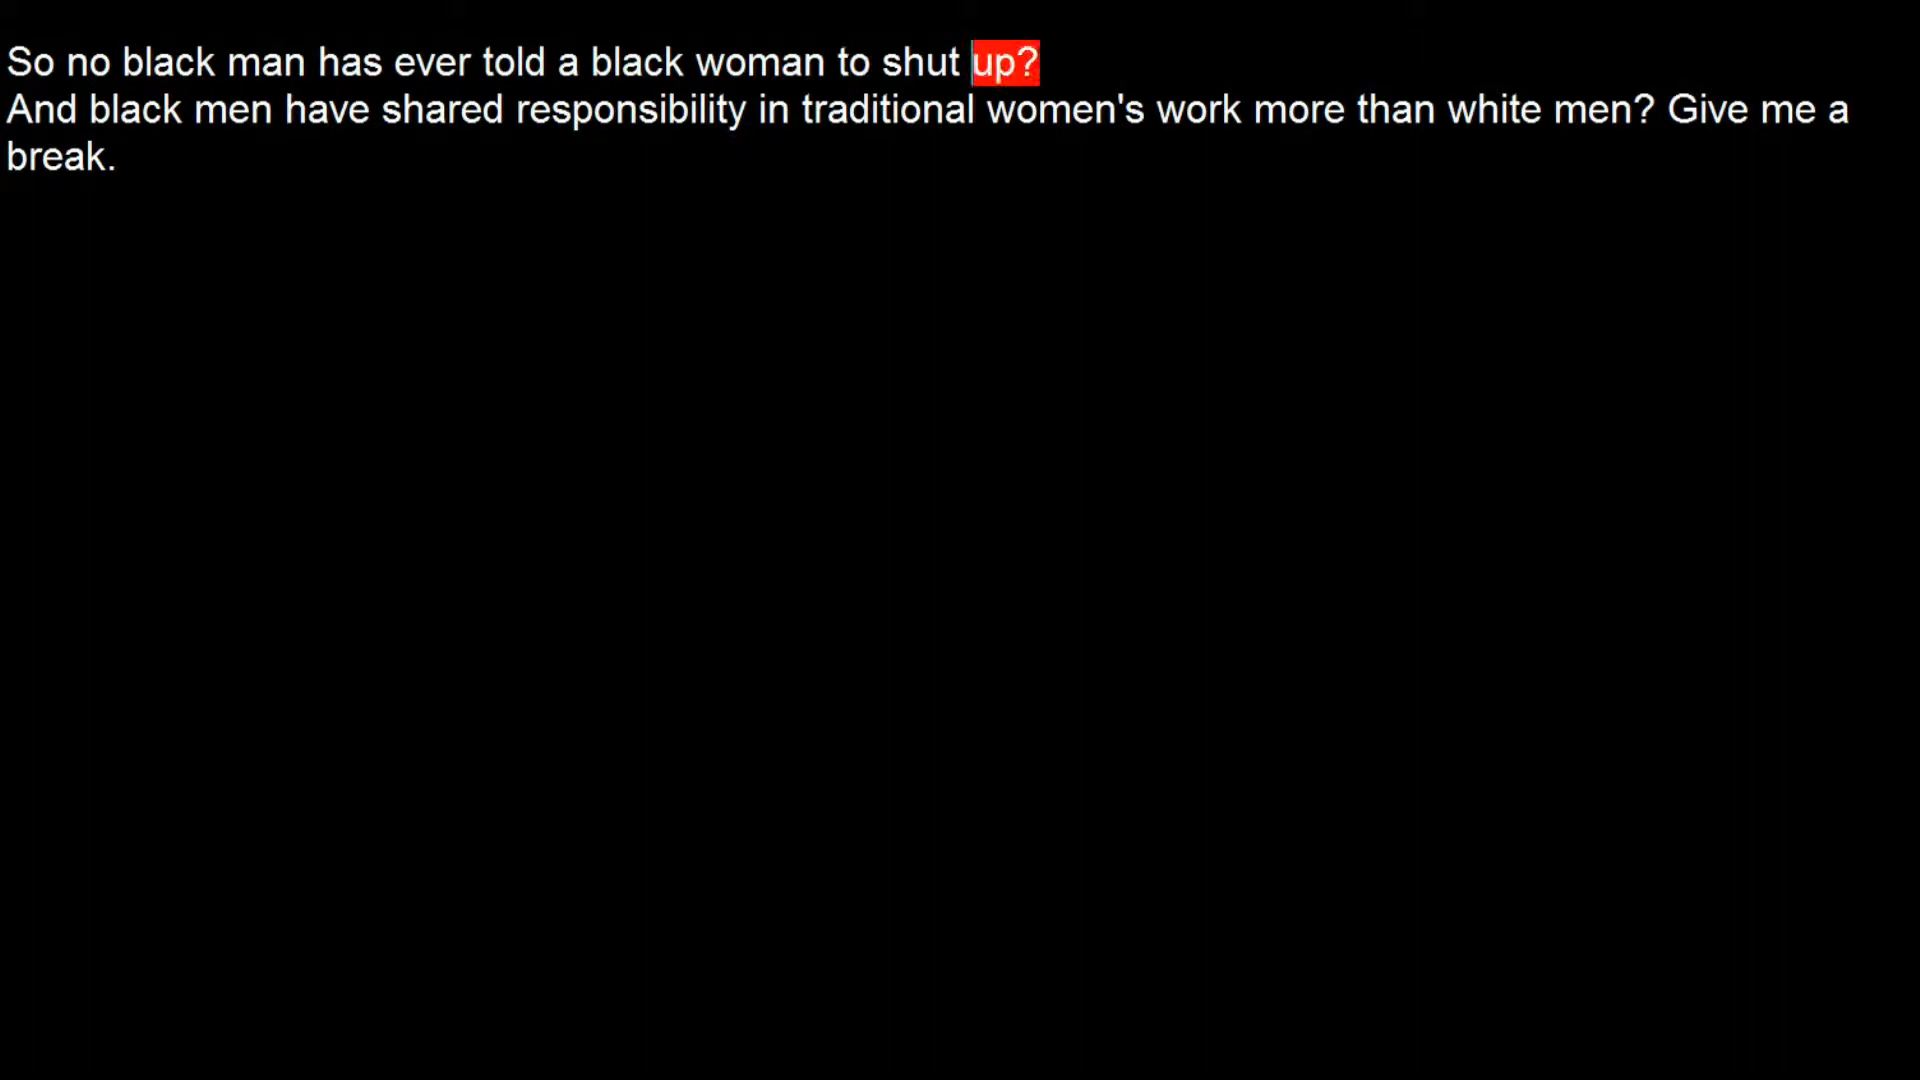 So no black man has ever told a black woman to shut up?
And black men have shared responsibility in traditional women's work more than white men? Give me a
break.